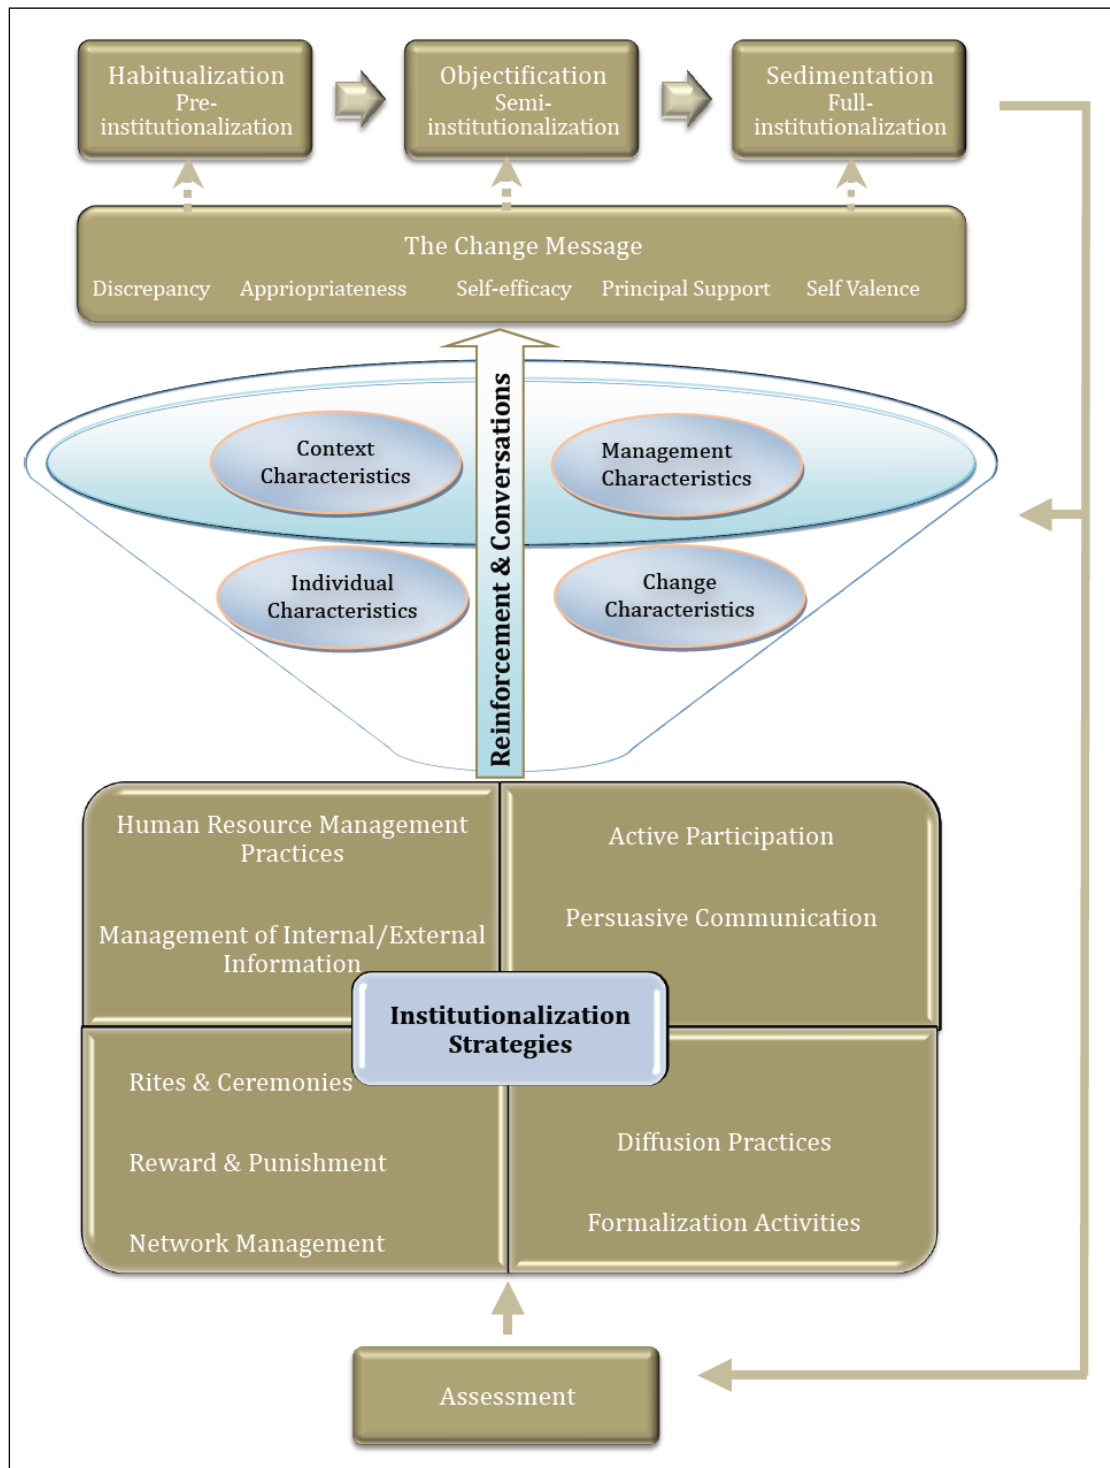 Habitualization
Pre-
institutionalization
Objectification
Semi-
institutionalization
Sedimentation
Full-
institutionalization
The Change Message
Discrepancy Appriopriateness Self-efficacy Principal Support Self Valence
Context
Characteristics
Management
Characteristics
Individual
Characteristics
Change
Characteristics
Reinforcement & Conversations
Human Resource Management
Practices
Management of Internal/External
Information
Active Participation
Persuasive Communication
Institutionalization
Strategies
Rites & Ceremonies
Reward & Punishment
Network Management
Diffusion Practices
Formalization Activities
Assessment